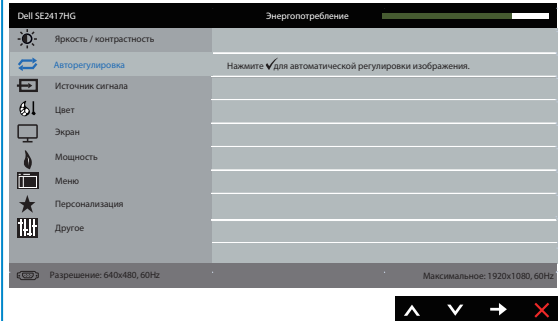 Dell SE2417HG Энергопотребление
Яркость / контрастность
Авторегулировка Нажмите ✓для автоматической регулировки изображения.
Источник сигнала
Цвет
Экран
Мощность
Меню
Персонализация
Другое
Разрешение: 640x480, 60Hz Максимальное: 1920x1080, 60Hz